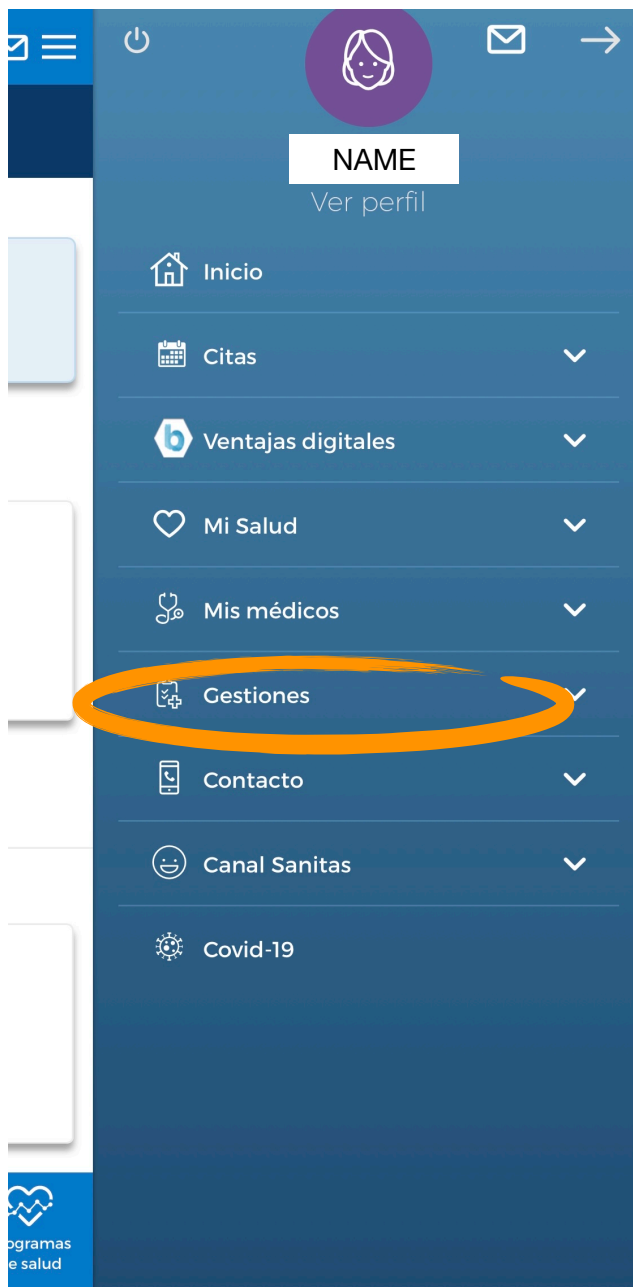 NAME
Ver perfil
Inicio
Citas
b Ventajas digitales
Mi Salud
Mis médicos
Gestiones
Contacto
Canal Sanitas
Covid-19
ogramas
e salud